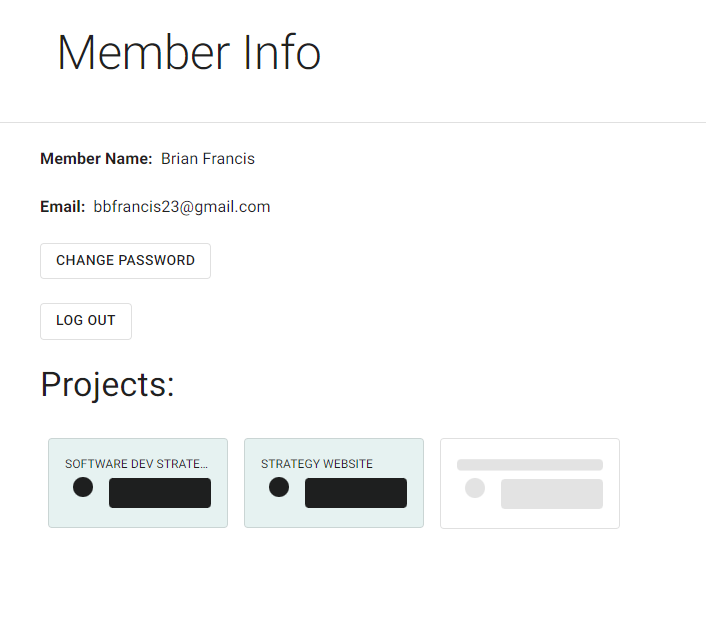 Member Info
Member Name: Brian Francis
Email: bbfrancis23@gmail.com
CHANGE PASSWORD
LOG OUT
Projects:
SOFTWARE DEV STRATE...
STRATEGY WEBSITE